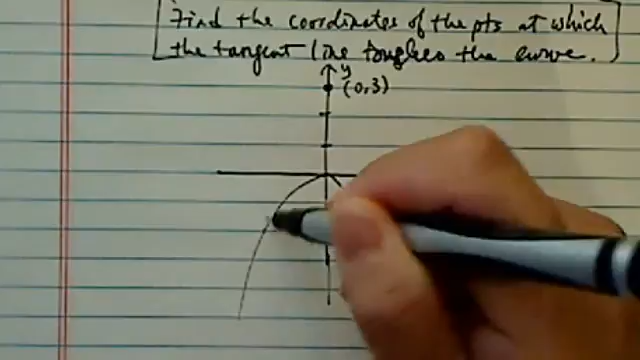 Find the coordinates of the pts at which
the tangent line touches the curve.
y
(0,3)